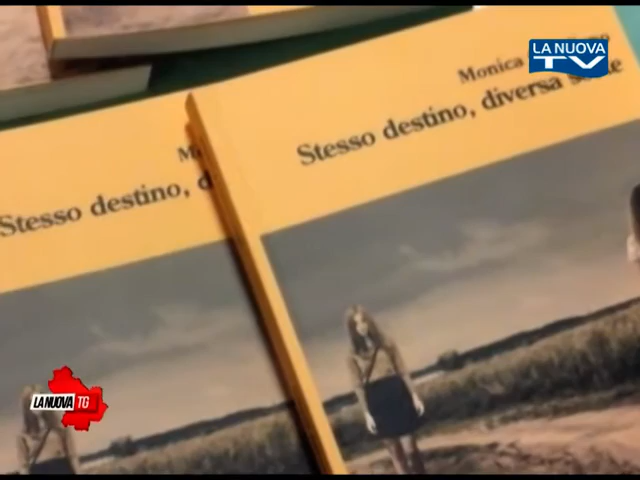 LA NUOVA
TV
Monica
Stesso destino, diversa
Stesso destino,
LA NUOVA TG